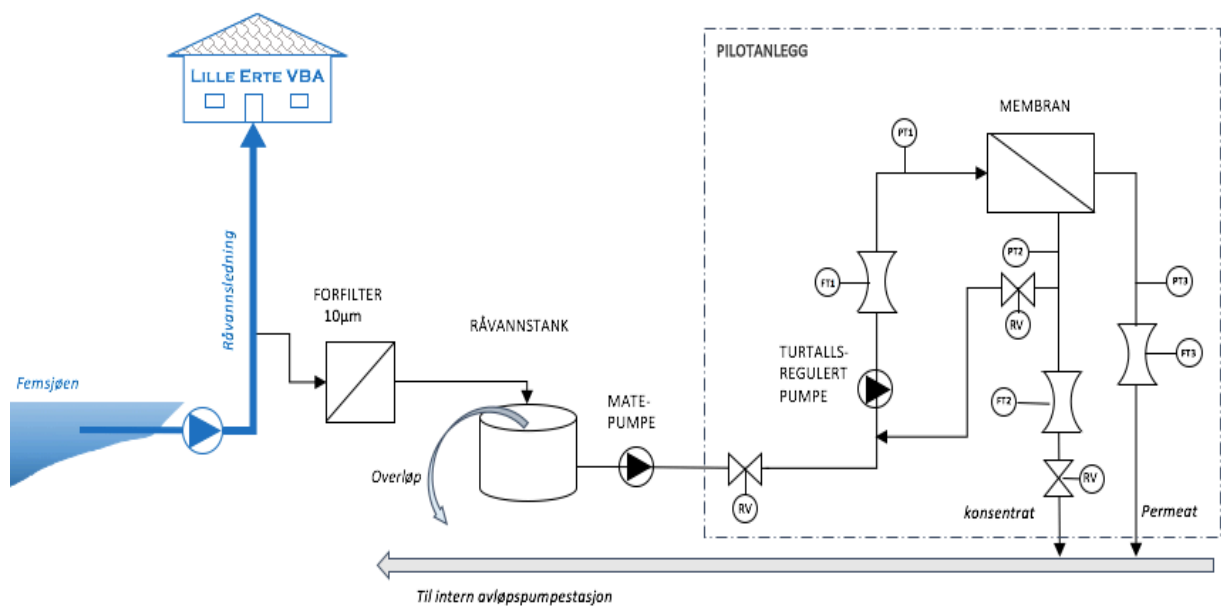 PILOTANLEGG
LILLE ERTE VBA
MEMBRAN
PT1
Råvannsledning
PT2
PT3
FT1
FORFILTER
10µm
RÅVANNSTANK
RV
TURTALLS-
REGULERT
PUMPE
FT3
Femsjøen
MATE-
PUMPE
FT2
Overløp
RV
RV
konsentrat
Permeat
Til intern avløpspumpestasjon